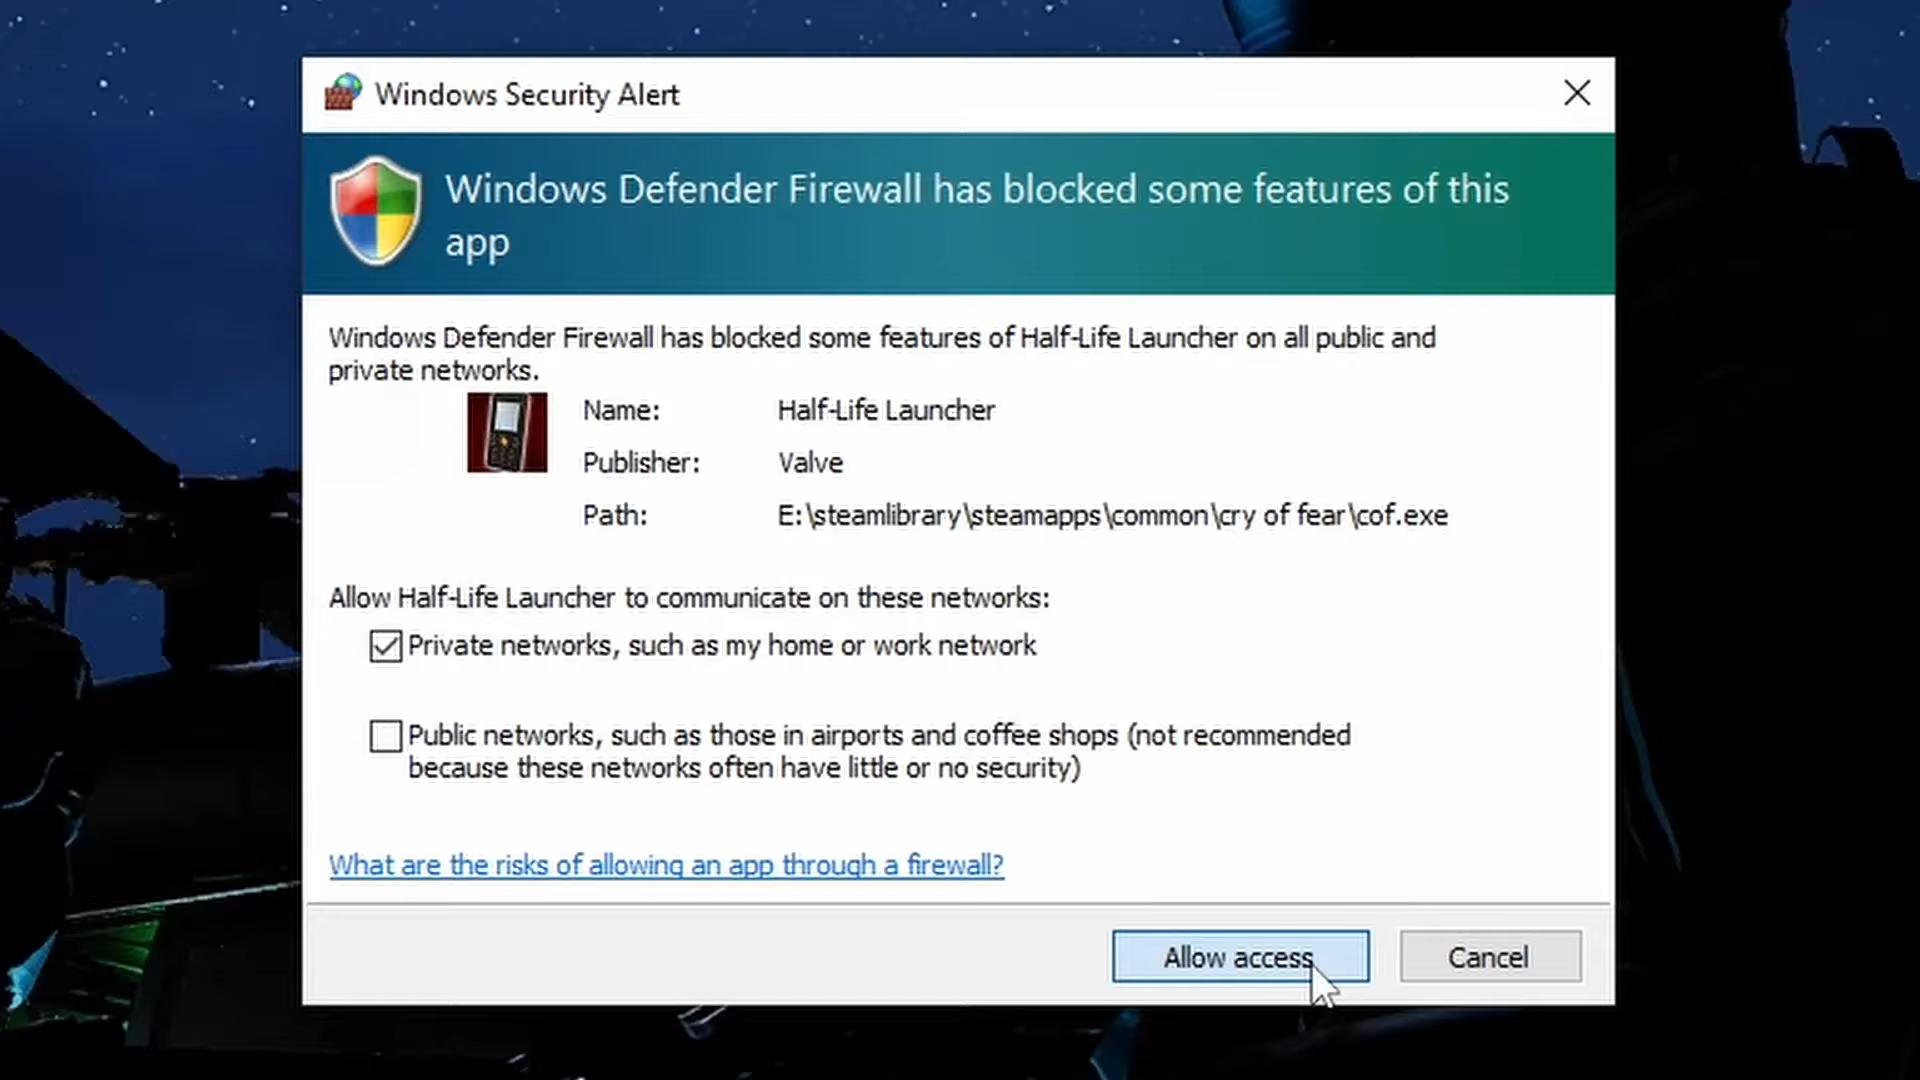 Windows Security Alert
Windows Defender Firewall has blocked some features of this
app
Windows Defender Firewall has blocked some features of Half-Life Launcher on all public and
private networks.
Name: Half-Life Launcher
Publisher: Valve
Path: E:\steamlibrary\steamapps\common\cry of fear\cof.exe
Allow Half-Life Launcher to communicate on these networks:
Private networks, such as my home or work network
Public networks, such as those in airports and coffee shops (not recommended
because these networks often have little or no security)
What are the risks of allowing an app through a firewall?
Allow access Cancel